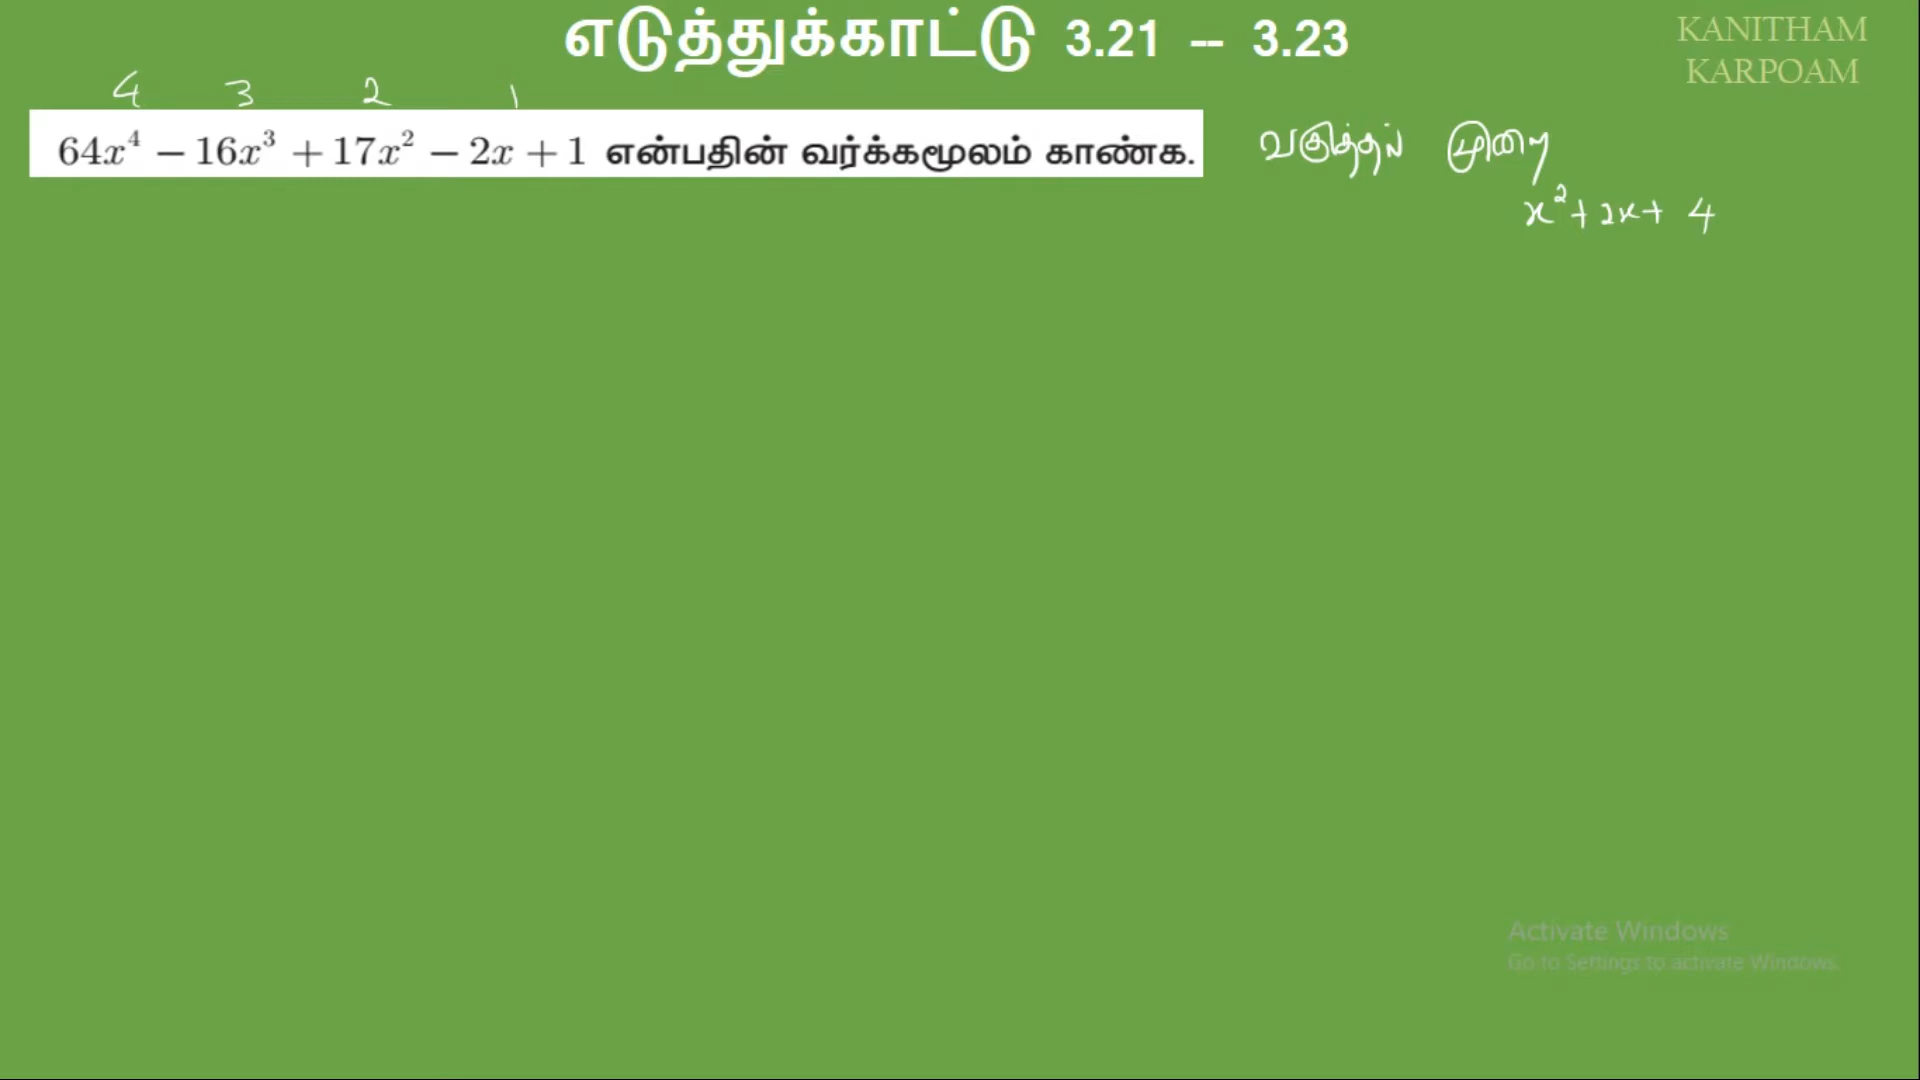 எடுத்துக்காட்டு 3.21 -- 3.23
KANITHAM
KARPOAM
4 3 2 1
64x⁴ − 16x³ + 17x² − 2x + 1 என்பதின் வர்க்கமூலம் காண்க.
வகுத்தல் முறை
x² + 2x + 4
Activate Windows
Go to Settings to activate Windows.